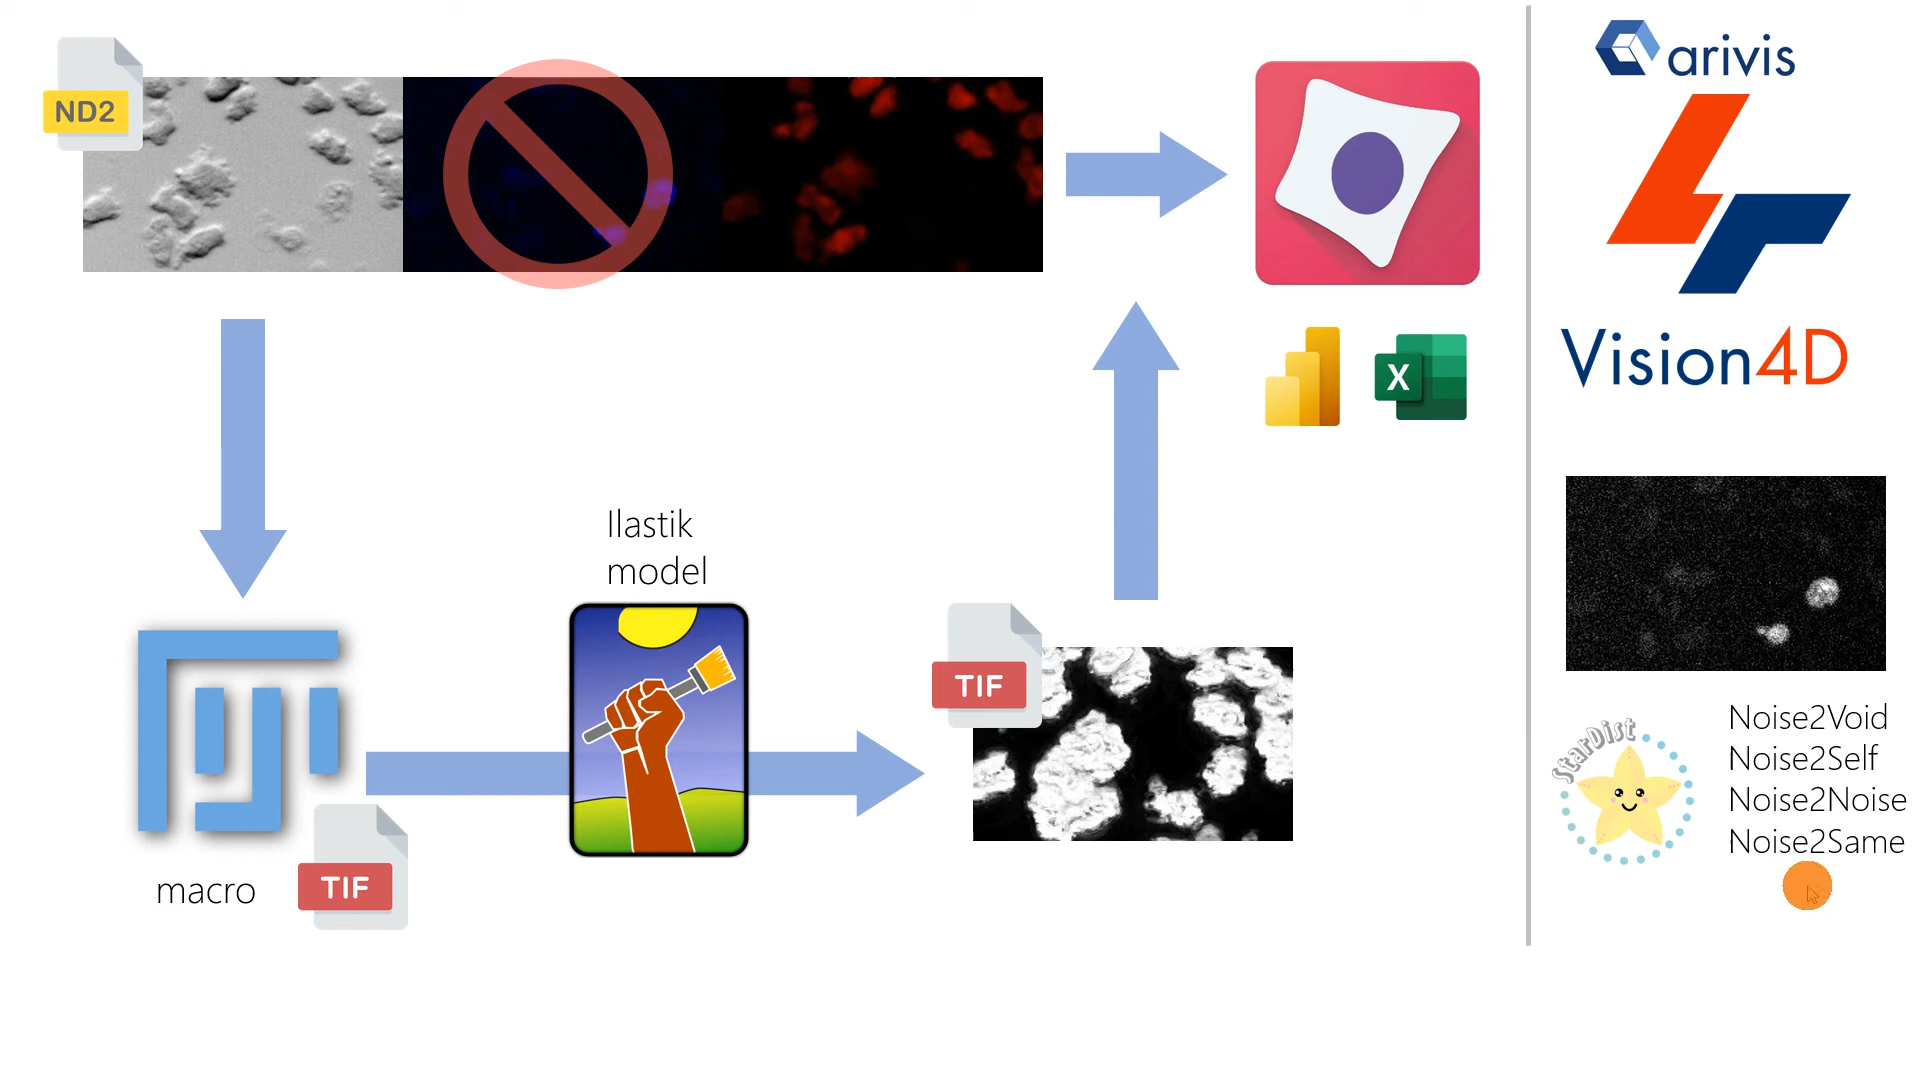 ND2
Ilastik
model
macro
TIF
TIF
X
arivis
Vision4D
StarDist
Noise2Void
Noise2Self
Noise2Noise
Noise2Same